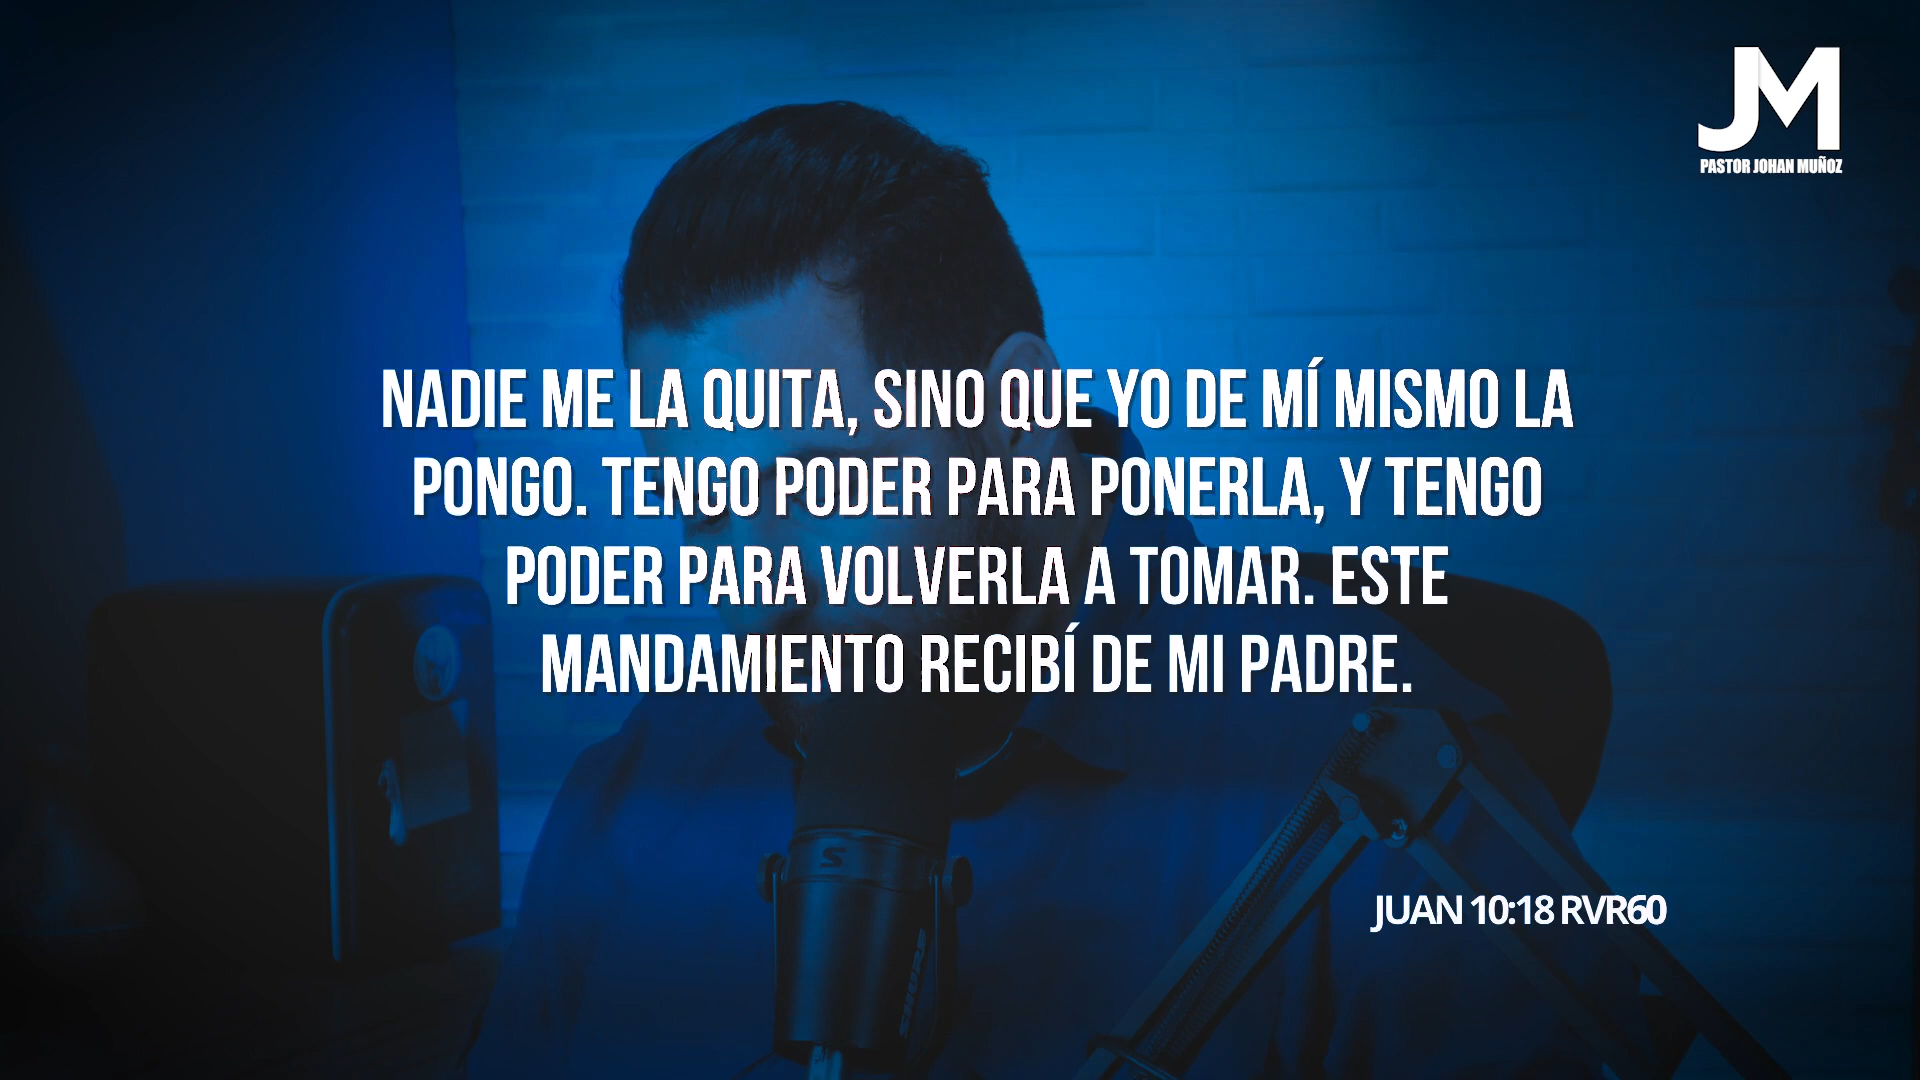 JM
PASTOR JOHAN MUÑOZ
NADIE ME LA QUITA, SINO QUE YO DE MÍ MISMO LA
PONGO. TENGO PODER PARA PONERLA, Y TENGO
PODER PARA VOLVERLA A TOMAR. ESTE
MANDAMIENTO RECIBÍ DE MI PADRE.
SHURE
JUAN 10:18 RVR60